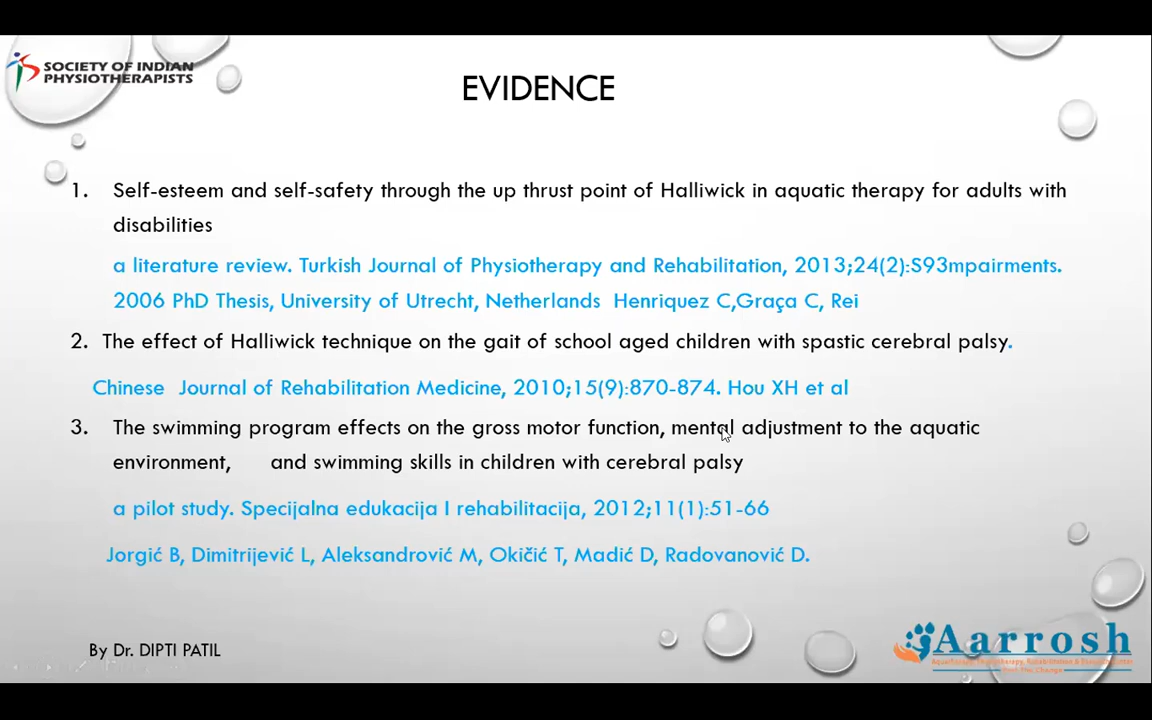 SOCIETY OF INDIAN
PHYSIOTHERAPISTS
EVIDENCE
1. Self-esteem and self-safety through the up thrust point of Halliwick in aquatic therapy for adults with
disabilities
a literature review. Turkish Journal of Physiotherapy and Rehabilitation, 2013;24(2):S93mpairments.
2006 PhD Thesis, University of Utrecht, Netherlands Henriquez C,Graça C, Rei
2. The effect of Halliwick technique on the gait of school aged children with spastic cerebral palsy.
Chinese Journal of Rehabilitation Medicine, 2010;15(9):870-874. Hou XH et al
3. The swimming program effects on the gross motor function, mental adjustment to the aquatic
environment, and swimming skills in children with cerebral palsy
a pilot study. Specijalna edukacija I rehabilitacija, 2012;11(1):51-66
Jorgić B, Dimitrijević L, Aleksandrović M, Okičić T, Madić D, Radovanović D.
By Dr. DIPTI PATIL
Aarrosh